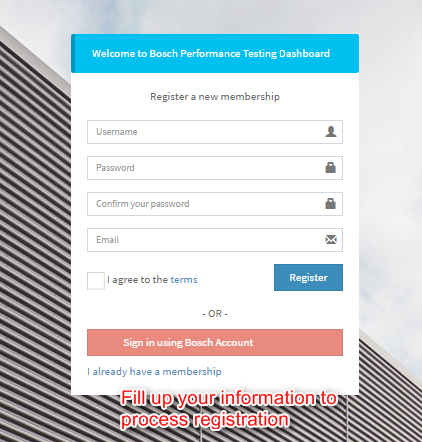 Welcome to Bosch Performance Testing Dashboard
Register a new membership
Username
Password
Confirm your password
Email
I agree to the terms
Register
- OR -
Sign in using Bosch Account
I already have a membership
Fill up your information to
process registration